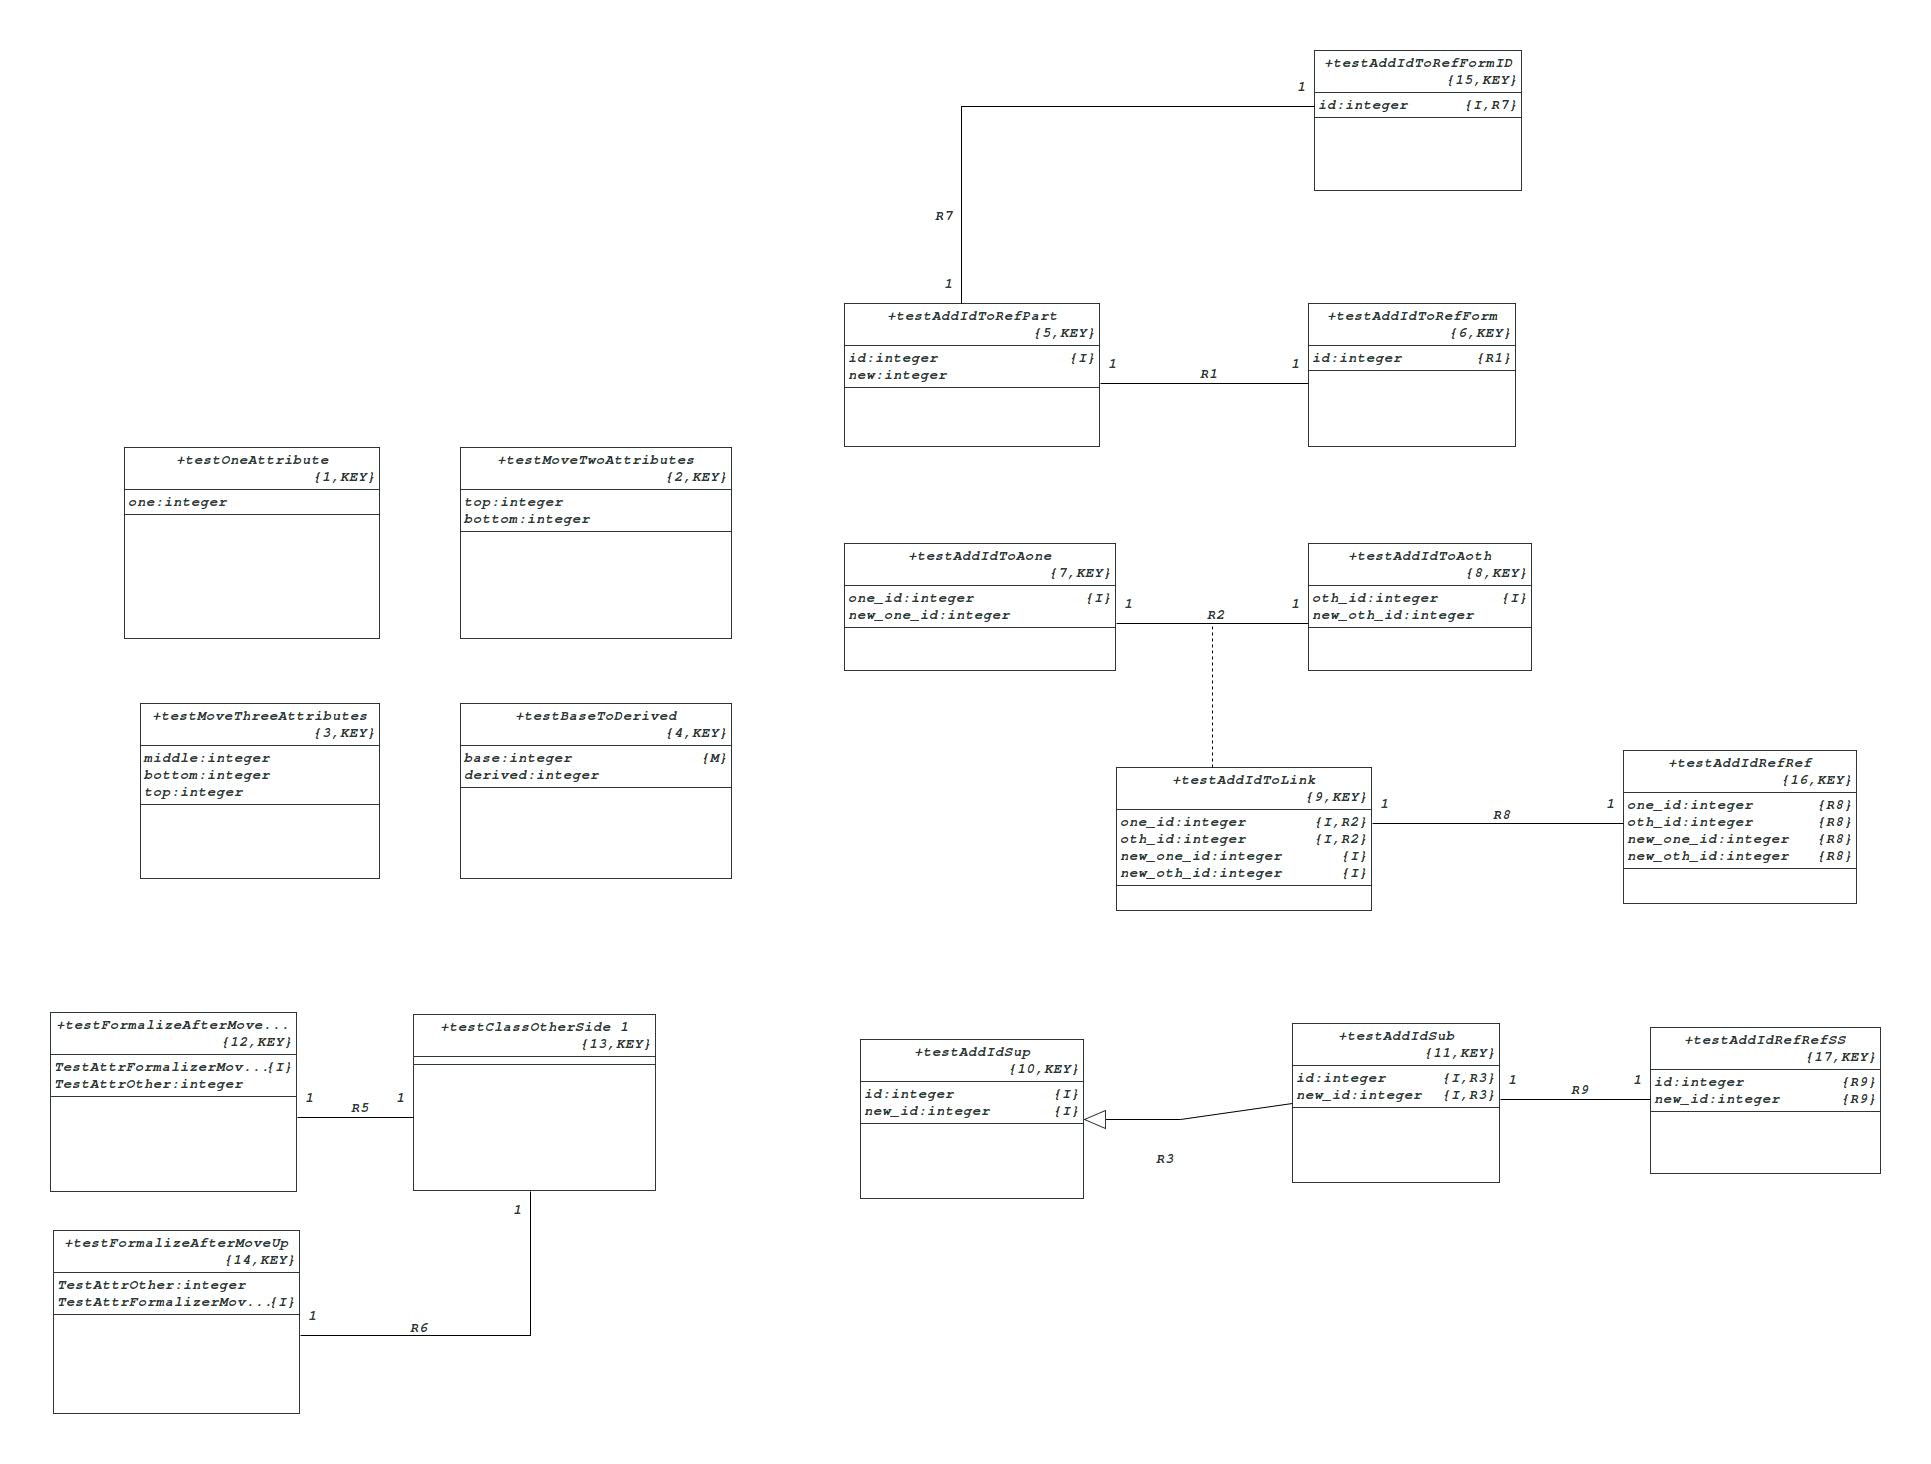 +testAddIdToRefFormID
{15,KEY}
id:integer {I,R7}
1
R7
1
+testAddIdToRefPart
{5,KEY}
id:integer {I}
new:integer
1
R1
1
+testAddIdToRefForm
{6,KEY}
id:integer {R1}
+testOneAttribute
{1,KEY}
one:integer
+testMoveTwoAttributes
{2,KEY}
top:integer
bottom:integer
+testAddIdToAone
{7,KEY}
one_id:integer {I}
new_one_id:integer
1
R2
1
+testAddIdToAoth
{8,KEY}
oth_id:integer {I}
new_oth_id:integer
+testMoveThreeAttributes
{3,KEY}
middle:integer
bottom:integer
top:integer
+testBaseToDerived
{4,KEY}
base:integer {M}
derived:integer
+testAddIdToLink
{9,KEY}
one_id:integer {I,R2}
oth_id:integer {I,R2}
new_one_id:integer {I}
new_oth_id:integer {I}
1
R8
1
+testAddIdRefRef
{16,KEY}
one_id:integer {R8}
oth_id:integer {R8}
new_one_id:integer {R8}
new_oth_id:integer {R8}
+testFormalizeAfterMove...
{12,KEY}
TestAttrFormalizerMov...{I}
TestAttrOther:integer
1
R5
1
+testClassOtherSide 1
{13,KEY}
1
+testFormalizeAfterMoveUp
{14,KEY}
TestAttrOther:integer
TestAttrFormalizerMov...{I}
1
R6
+testAddIdSup
{10,KEY}
id:integer {I}
new_id:integer {I}
R3
+testAddIdSub
{11,KEY}
id:integer {I,R3}
new_id:integer {I,R3}
1
R9
1
+testAddIdRefRefSS
{17,KEY}
id:integer {R9}
new_id:integer {R9}